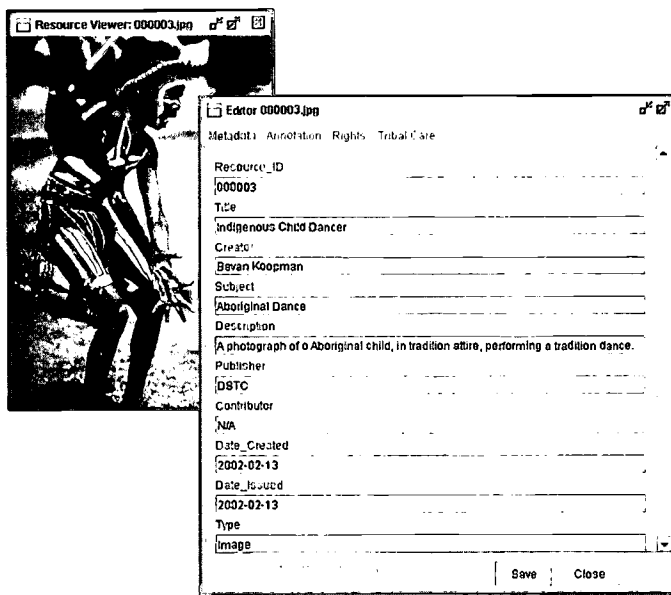 Resource Viewer: 000003.jpg
Editor 000003.jpg
Metadata Annotation Rights Tribal Care
Resource_ID
000003
Title
Indigenous Child Dancer
Creator
Bevan Koopman
Subject
Aboriginal Dance
Description
A photograph of o Aboriginal child, in tradition attire, performing a tradition dance.
Publisher
DSTC
Contributor
N/A
Date_Created
2002-02-13
Date_Issued
2002-02-13
Type
Image
Save Close